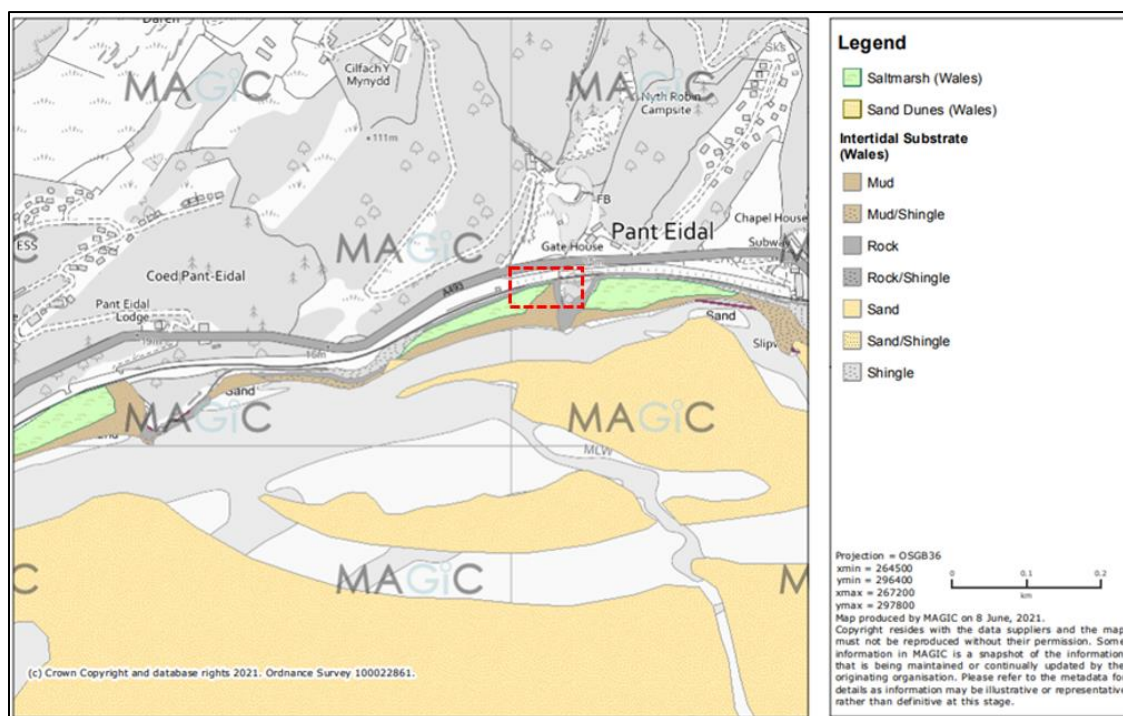 Daren
Cilfach Y
Mynydd
Sks
MAGiC
MAGiC
Nyth Robin
Campsite
111m
FB
ESS
Pant Eidal
Chapel House
Gate House
Subway
MAGiC
MAGiC
Coed Pant-Eidal
A493
Pant Eidal
Lodge
19m
16m
Sand
Slipw
Sand
MAGiC
MAGiC
MLW
C
MAGiC
MAGiC
M
(c) Crown Copyright and database rights 2021. Ordnance Survey 100022861.
Legend
Saltmarsh (Wales)
Sand Dunes (Wales)
Intertidal Substrate
(Wales)
Mud
Mud/Shingle
Rock
Rock/Shingle
Sand
Sand/Shingle
Shingle
Projection = OSGB36
xmin = 264500
ymin = 296400
0 0.1 0.2
xmax = 267200
km
ymax = 297800
Map produced by MAGIC on 8 June, 2021.
Copyright resides with the data suppliers and the map
must not be reproduced without their permission. Some
information in MAGIC is a snapshot of the information
that is being maintained or continually updated by the
originating organisation. Please refer to the metadata for
details as information may be illustrative or representative
rather than definitive at this stage.